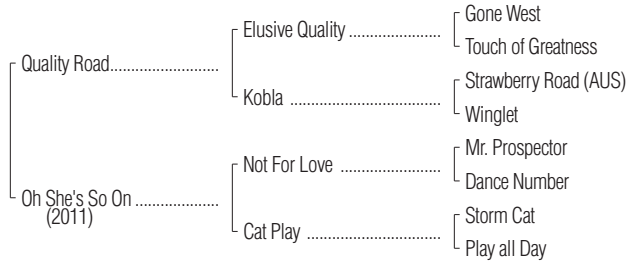 Gone West
Elusive Quality ....................
Touch of Greatness
Quality Road........................
Strawberry Road (AUS)
Kobla .................................
Winglet
Mr. Prospector
Not For Love ......................
Dance Number
Oh She's So On ..................
(2011)
Storm Cat
Cat Play .............................
Play all Day